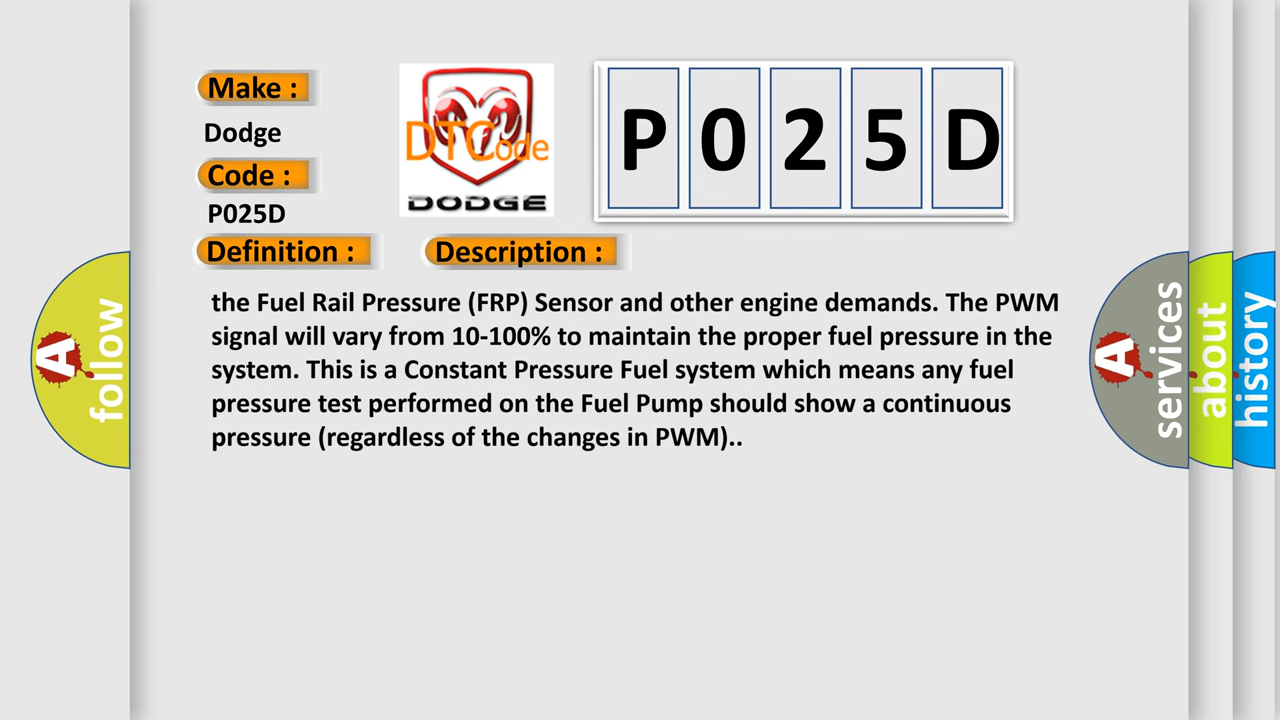 Make :
Dodge
Code :
P025D
Definition :
Description :
DTCode
DODGE
P025D
the Fuel Rail Pressure (FRP) Sensor and other engine demands. The PWM
signal will vary from 10-100% to maintain the proper fuel pressure in the
system. This is a Constant Pressure Fuel system which means any fuel
pressure test performed on the Fuel Pump should show a continuous
pressure (regardless of the changes in PWM)..
A
follow
A
services
about
history